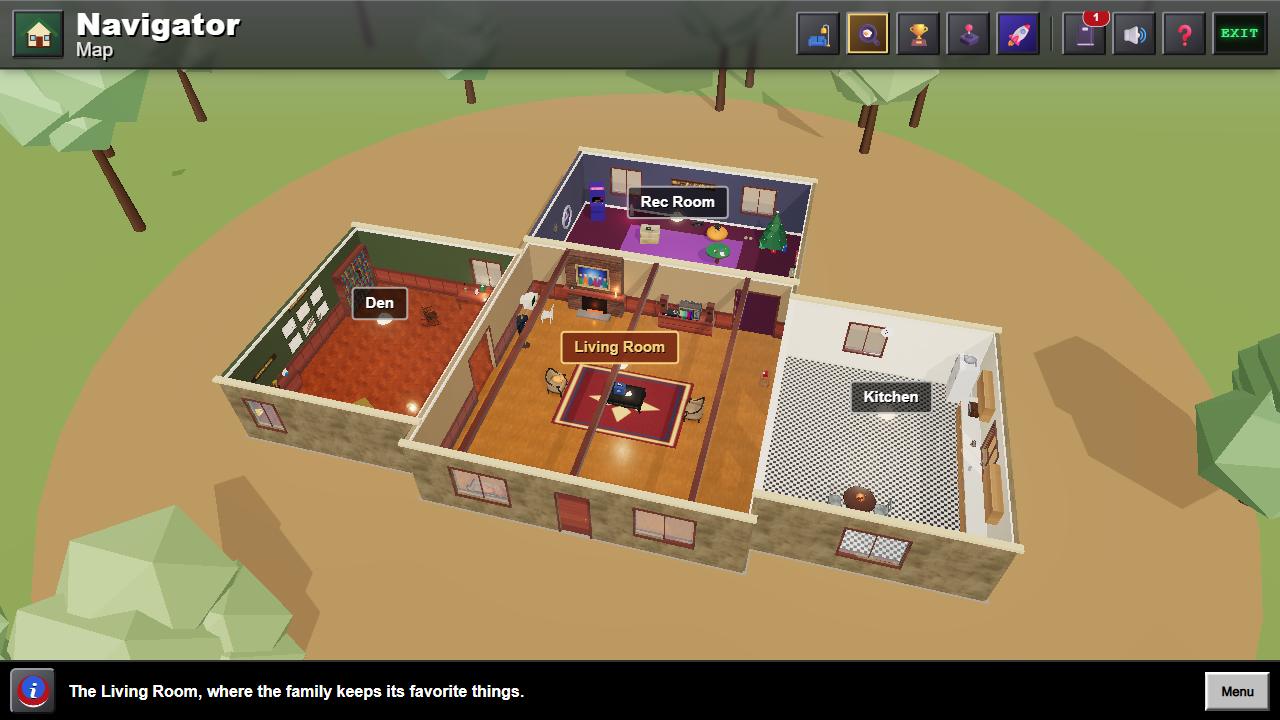 Navigator
Map
1
EXIT
Rec Room
Den
Living Room
Kitchen
i
The Living Room, where the family keeps its favorite things.
Menu